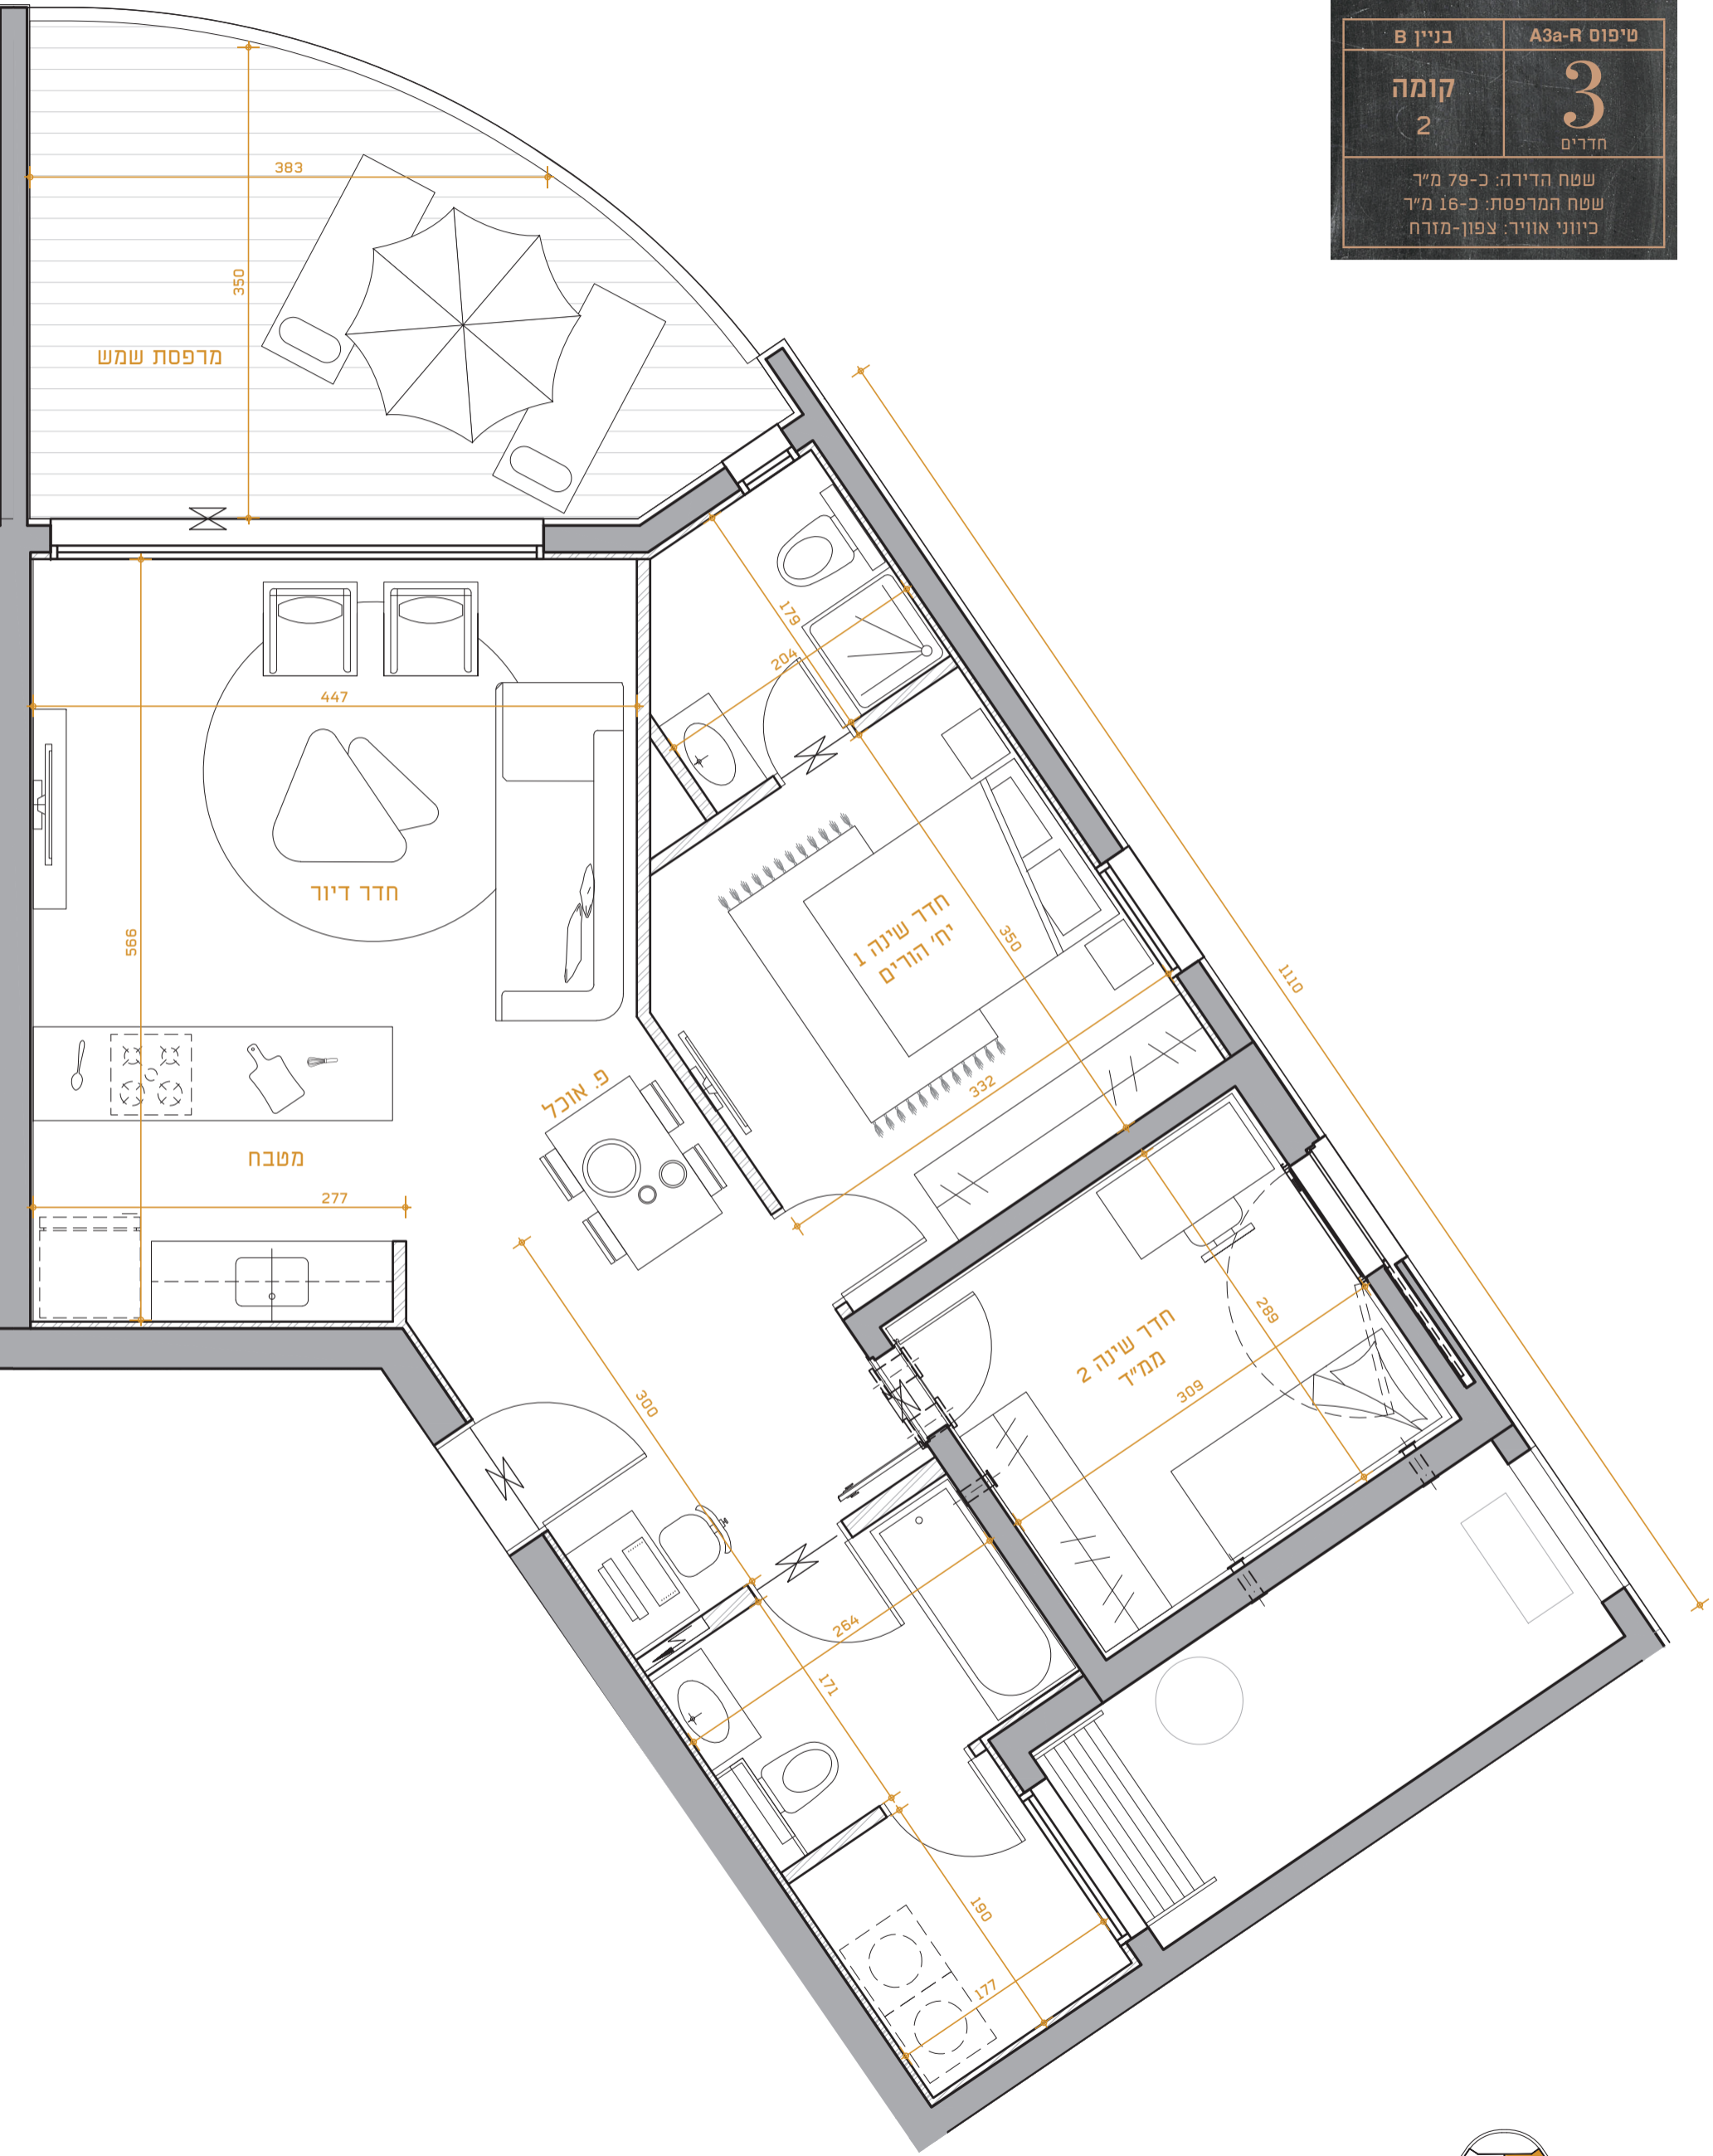 טיפוס A3a-R
בניין B
3
חדרים
קומה
2
שטח הדירה: כ-79 מ״ר
שטח המרפסת: כ-16 מ״ר
כיווני אוויר: צפון-מזרח
383
350
מרפסת שמש
179
204
447
חדר דיור
566
חדר שינה 1
יח׳ הורים
350
1110
332
פ. אוכל
מטבח
277
289
חדר שינה 2
ממ״ד
309
300
264
171
190
177